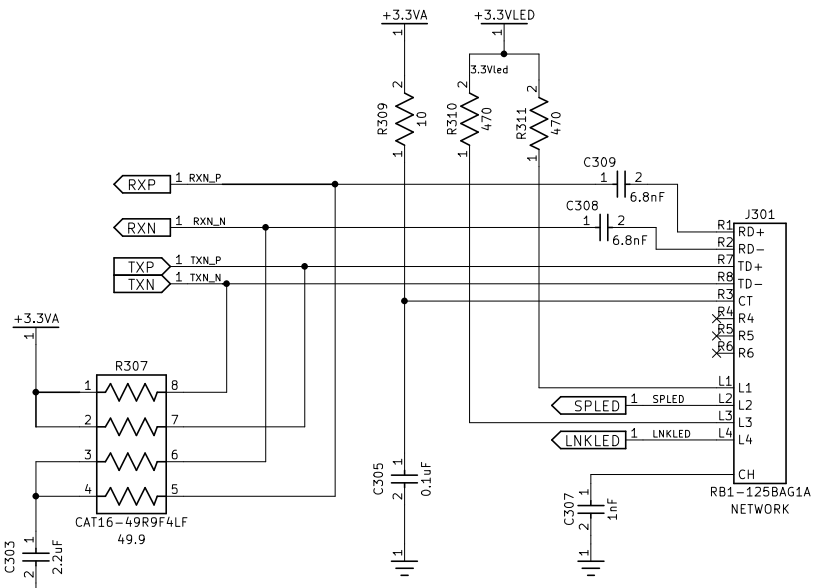 +3.3VA
+3.3VLED
1
1
3.3Vled
2
2
2
R309
10
R310
470
R311
470
1
1
1
C309
RXP
1
RXN_P
1
2
6.8nF
C308
J301
RXN
1
RXN_N
1
2
6.8nF
R1
RD+
R2
RD-
TXP
1
TXN_P
R7
TD+
TXN
1
TXN_N
R8
TD-
R3
CT
+3.3VA
R4
R4
1
R5
R5
R6
R6
R307
1
8
L1
L1
SPLED
1
SPLED
L2
L2
2
7
L3
L3
LNKLED
1
LNKLED
L4
L4
3
6
1
C305
0.1uF
2
CH
4
5
1
C307
1nF
2
RB1-125BAG1A
NETWORK
CAT16-49R9F4LF
49.9
1
C303
2.2uF
2
1
1